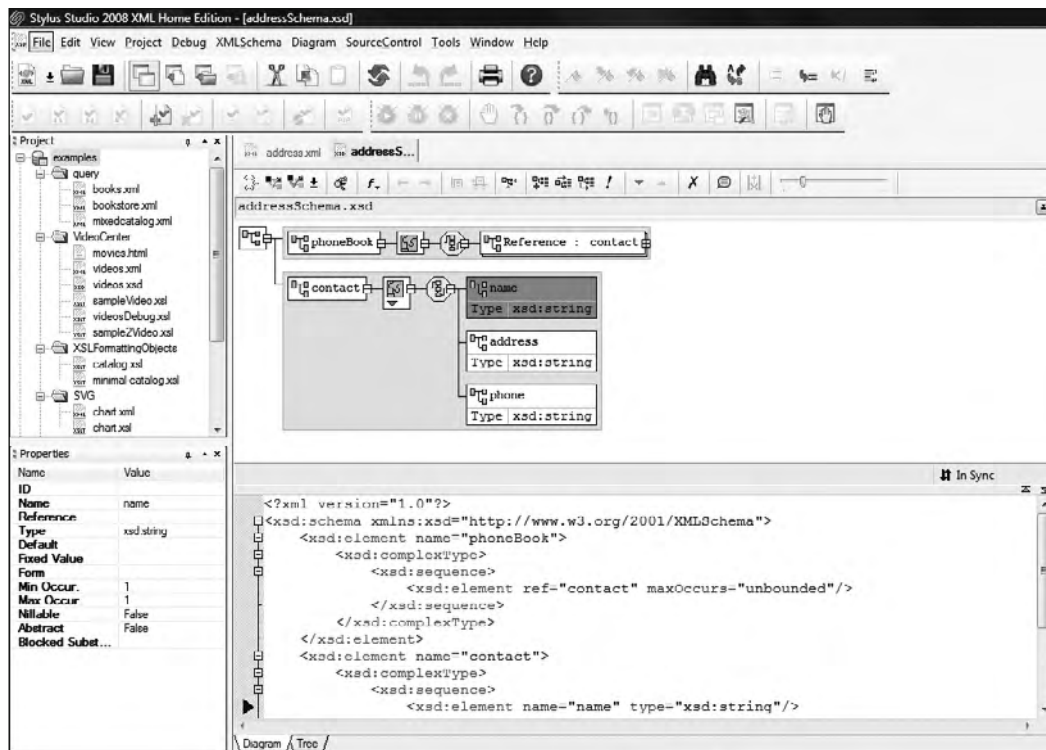 Stylus Studio 2008 XML Home Edition - [addressSchema.xsd]
File Edit View Project Debug XMLSchema Diagram SourceControl Tools Window Help
Project
examples
query
books.xml
bookstore.xml
mixedcatalog.xml
VideoCenter
movies.html
videos.xml
videos.xsd
sampleVideo.xsl
videosDebug.xsl
sample2Video.xsl
XSLFormattingObjects
catalog.xsl
minimal-catalog.xsl
SVG
chart.xml
chart.xsl
Properties
Name Value
ID
Name name
Reference
Type xsd:string
Default
Fixed Value
Form
Min Occur. 1
Max Occur 1
Nillable False
Abstract False
Blocked Subst...
address.xml addressS...
addressSchema.xsd
phoneBook Reference : contact
contact name
Type xsd:string
address
Type xsd:string
phone
Type xsd:string
In Sync
<?xml version="1.0"?>
<xsd:schema xmlns:xsd="http://www.w3.org/2001/XMLSchema">
<xsd:element name="phoneBook">
<xsd:complexType>
<xsd:sequence>
<xsd:element ref="contact" maxOccurs="unbounded"/>
</xsd:sequence>
</xsd:complexType>
</xsd:element>
<xsd:element name="contact">
<xsd:complexType>
<xsd:sequence>
<xsd:element name="name" type="xsd:string"/>
Diagram Tree